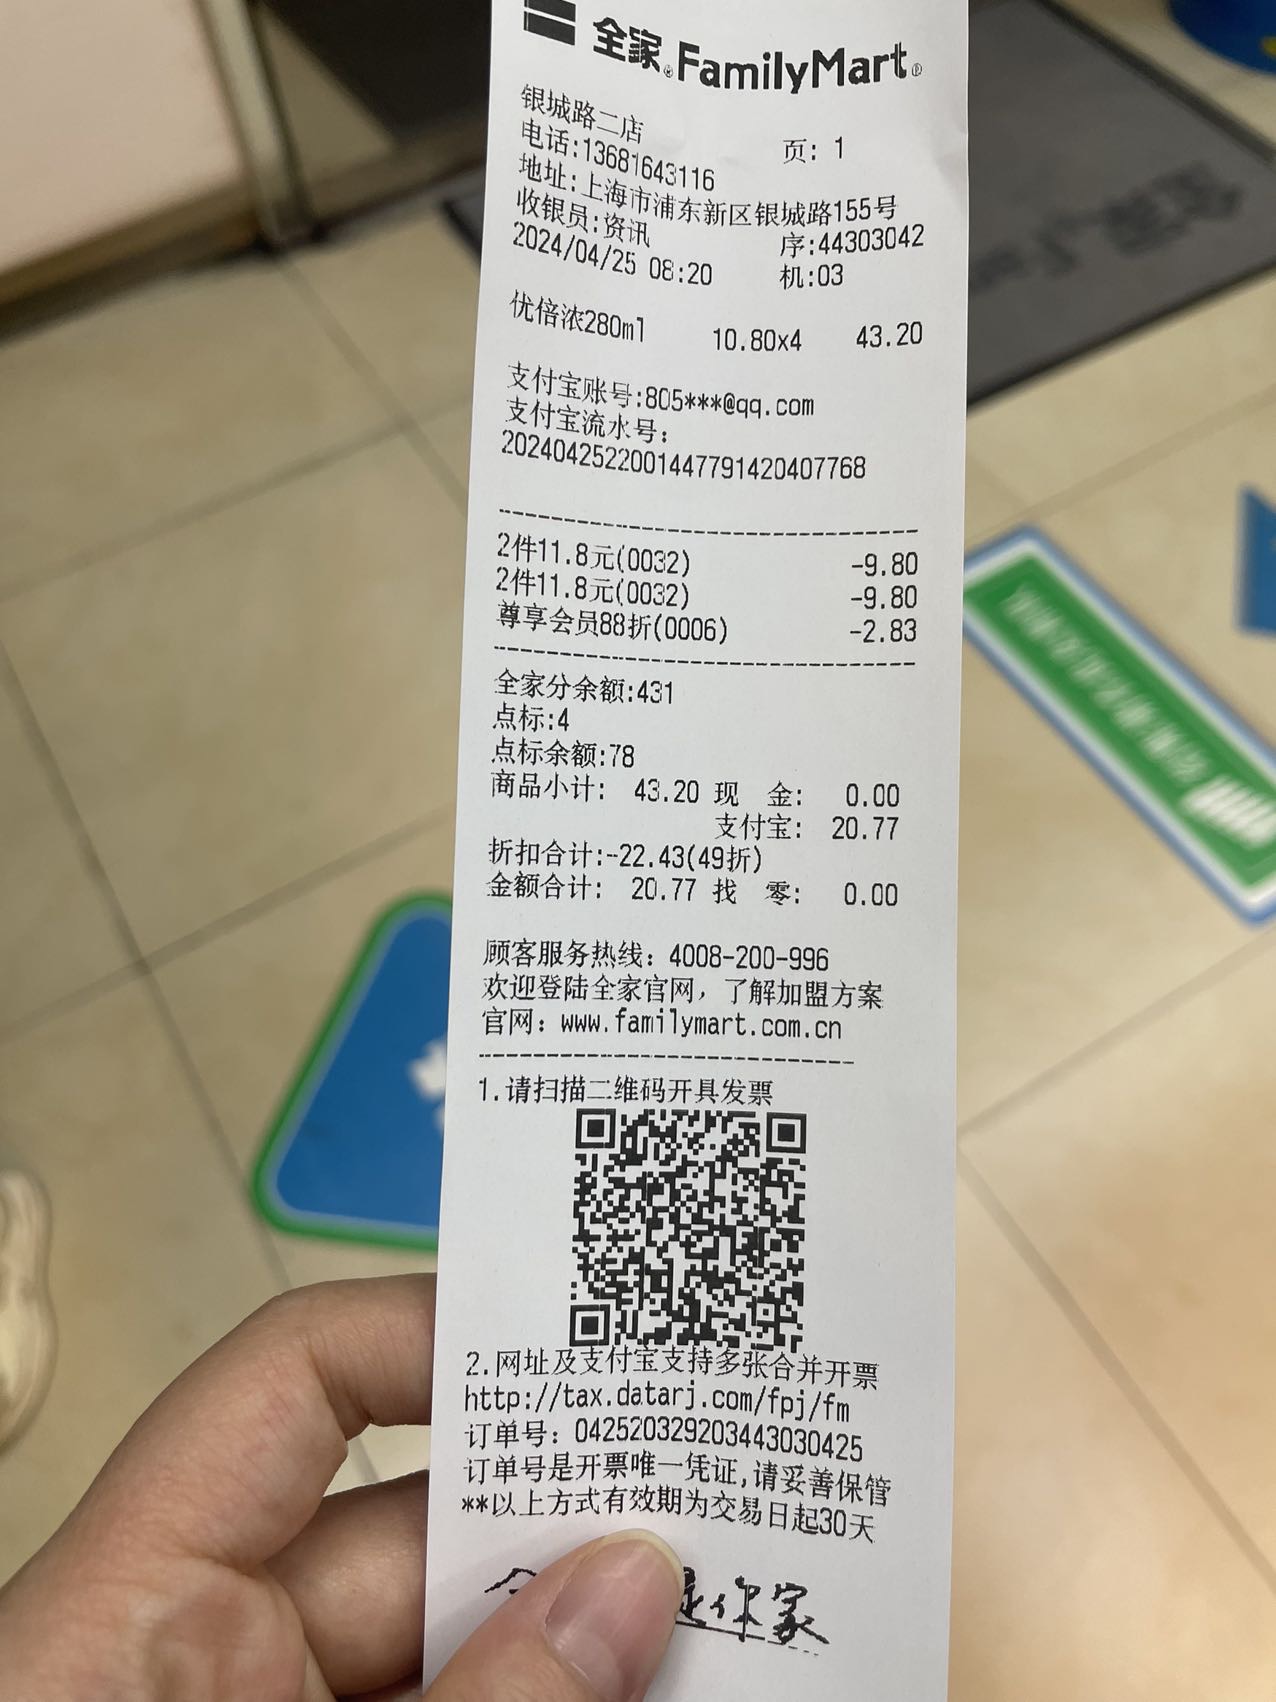 全家 FamilyMart
银城路二店
电话:13681643116 页: 1
地址:上海市浦东新区银城路155号
收银员:资讯 序:44303042
2024/04/25 08:20 机:03
优倍浓280ml 10.80x4 43.20
支付宝账号:805***@qq.com
支付宝流水号:
2024042522001447791420407768
2件11.8元(0032) -9.80
2件11.8元(0032) -9.80
尊享会员88折(0006) -2.83
全家分余额:431
点标:4
点标余额:78
商品小计: 43.20 现 金: 0.00
支付宝: 20.77
折扣合计:-22.43(49折)
金额合计: 20.77 找 零: 0.00
顾客服务热线: 4008-200-996
欢迎登陆全家官网, 了解加盟方案
官网: www.familymart.com.cn
1.请扫描二维码开具发票
2.网址及支付宝支持多张合并开票
http://tax.datarj.com/fpj/fm
订单号: 042520329203443030425
订单号是开票唯一凭证,请妥善保管
**以上方式有效期为交易日起30天
你家